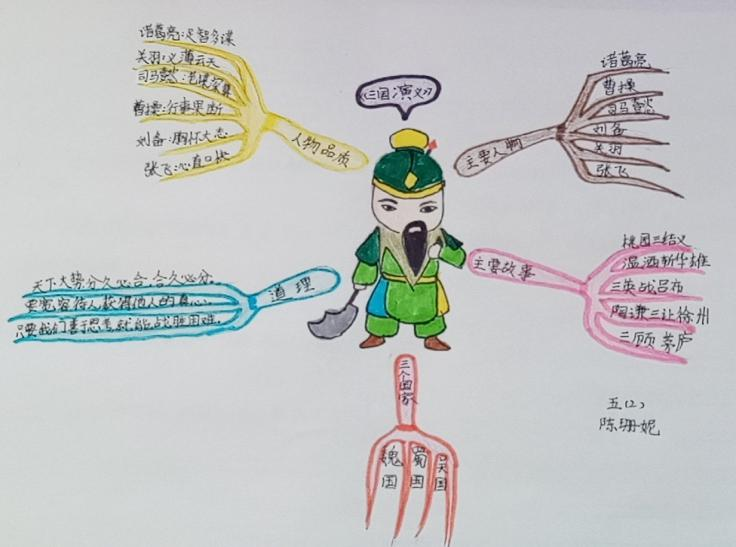 《三国演义》
人物品质
诸葛亮:足智多谋
关羽:义薄云天
司马懿:老谋深算
曹操:行事果断
刘备:胸怀大志
张飞:心直口快
主要人物
诸葛亮
曹操
司马懿
刘备
关羽
张飞
道理
天下大势分久必合,合久必分。
要宽容待人获得他人的真心。
只要我们善于思考就能战胜困难。
主要故事
桃园三结义
温酒斩华雄
三英战吕布
陶谦三让徐州
三顾茅庐
三个国家
魏国
蜀国
吴国
五(2)
陈珊妮